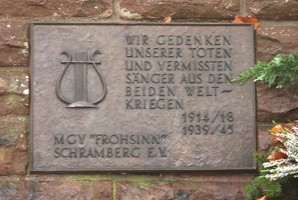 WIR GEDENKEN
UNSERER TOTEN
UND VERMISSTEN
SÄNGER AUS DEN
BEIDEN WELT-
KRIEGEN
1914/18
1939/45
MGV "FROHSINN"
SCHRAMBERG E.V.